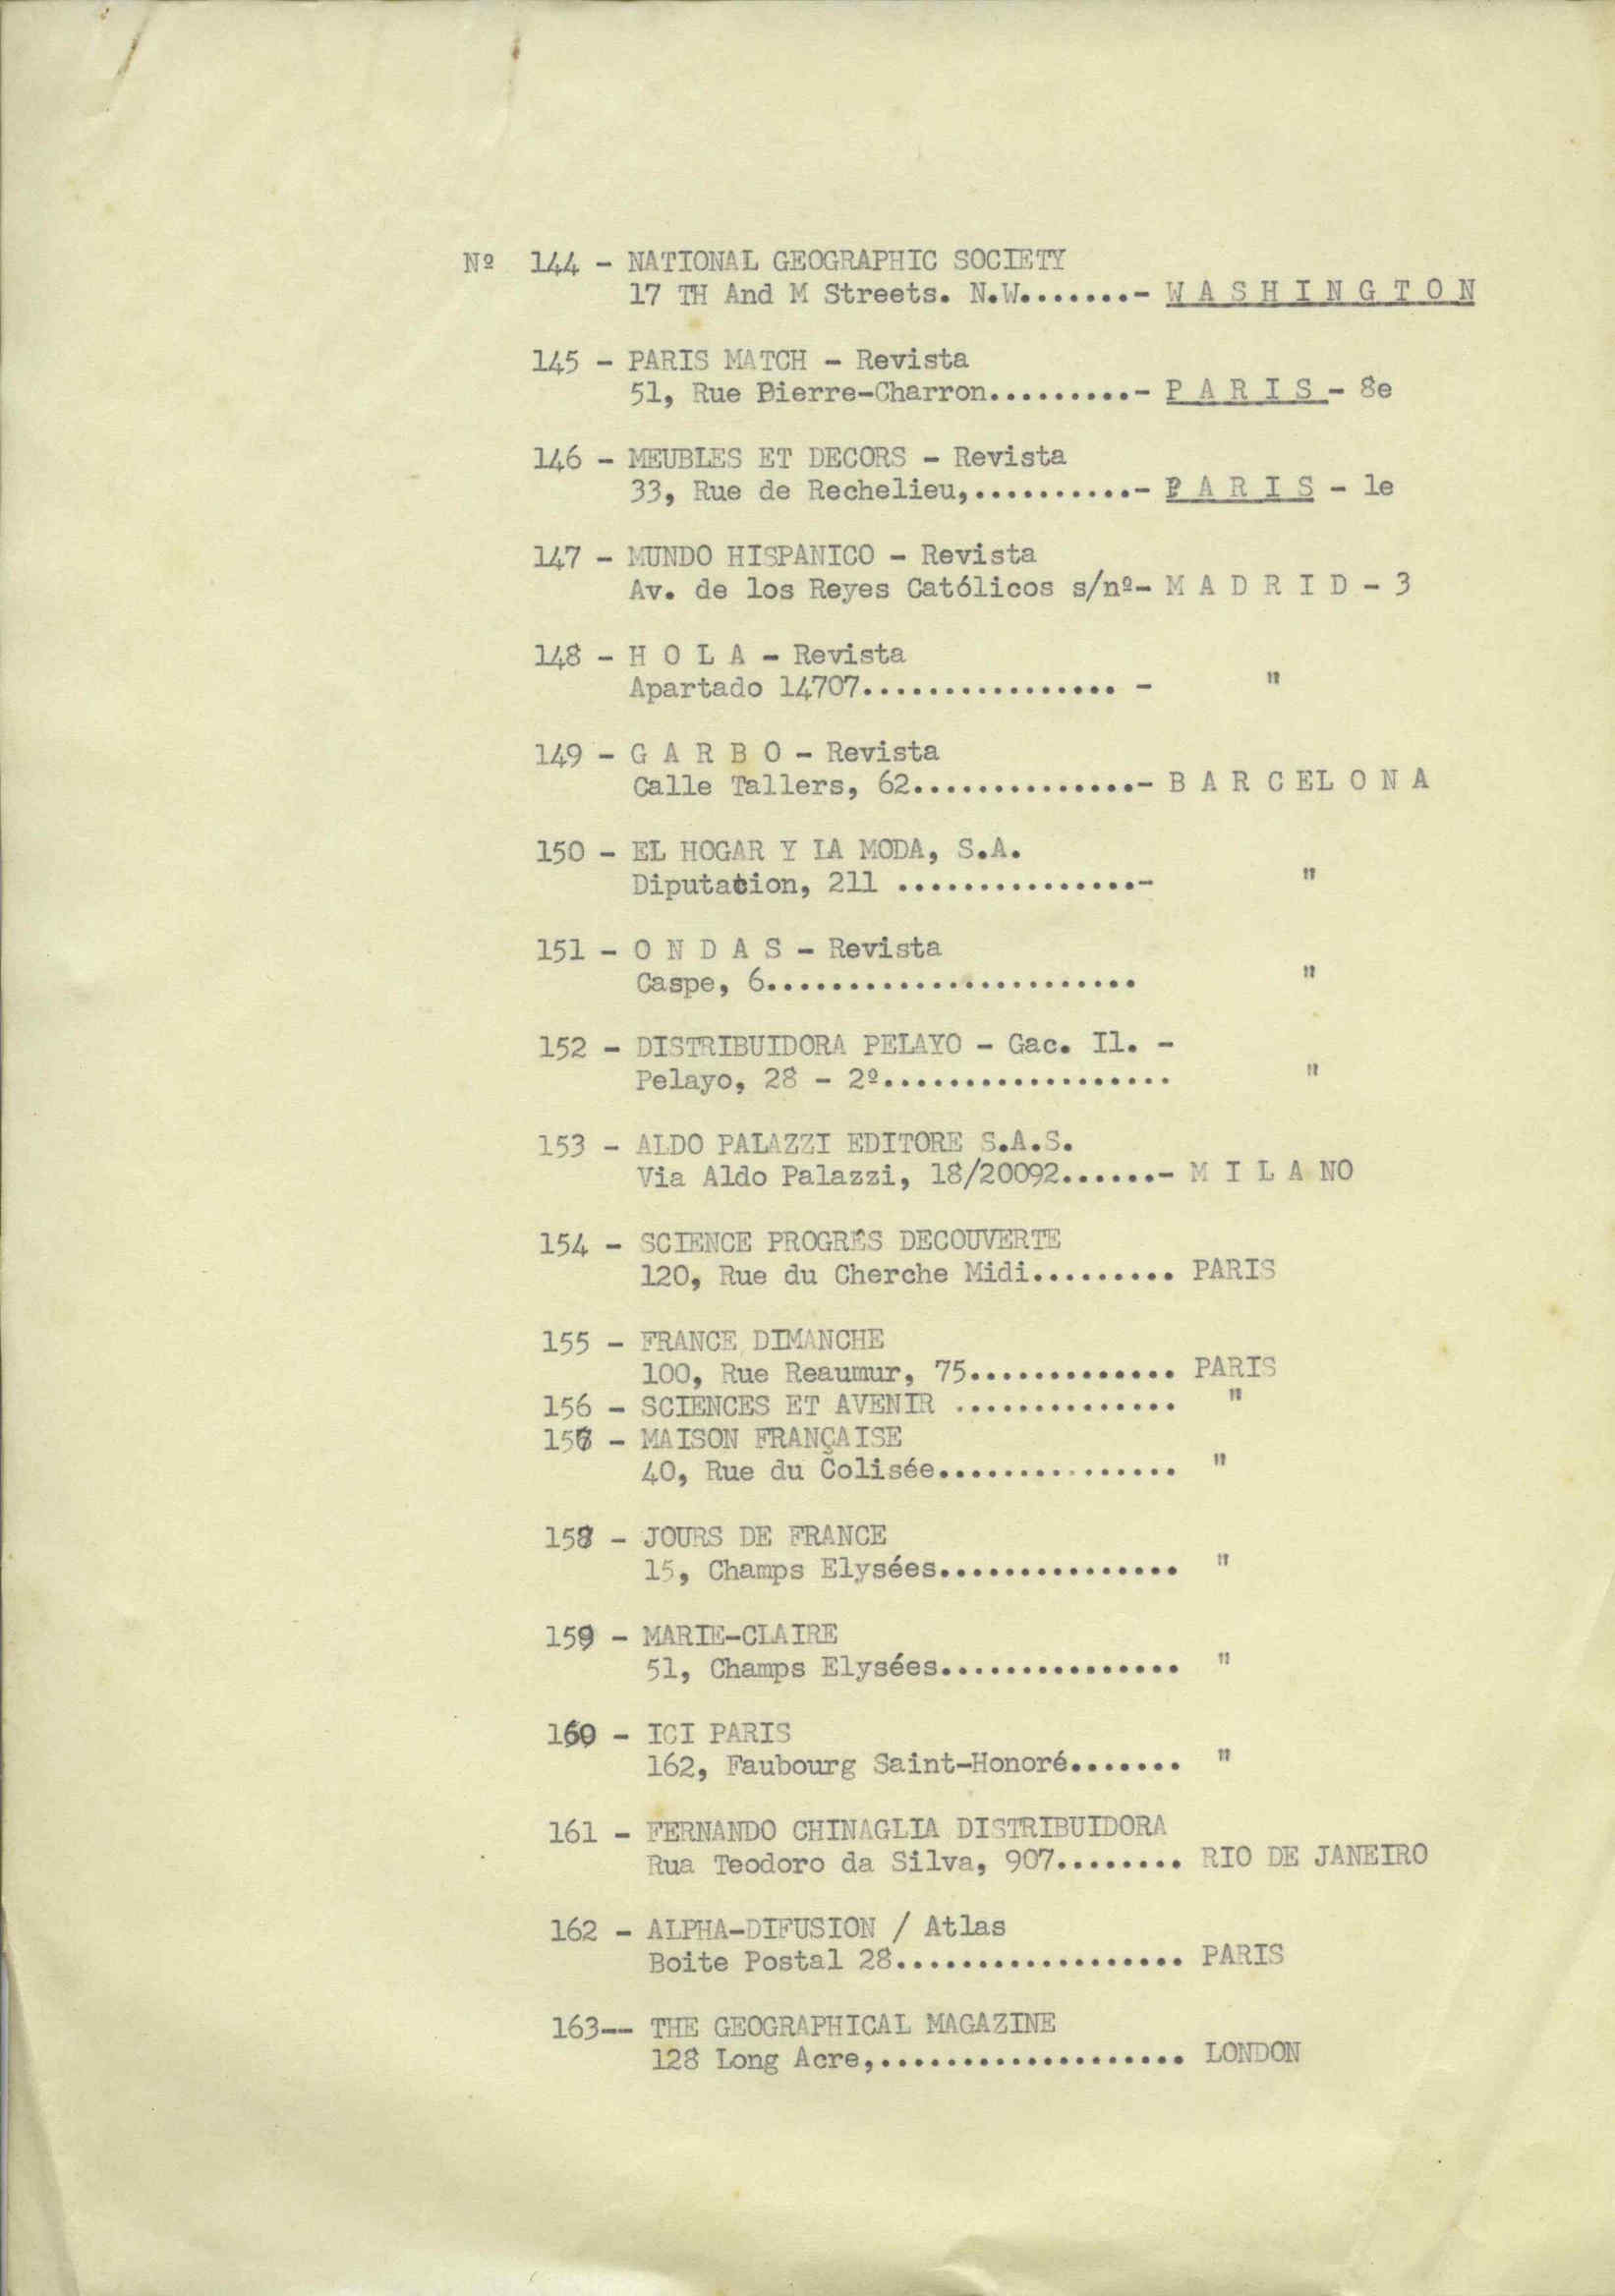 Nº 144 - NATIONAL GEOGRAPHIC SOCIETY
17 TH And M Streets. N.W.......- W A S H I N G T O N
145 - PARIS MATCH - Revista
51, Rue Pierre-Charron.........- P A R I S - 8e
146 - MEUBLES ET DECORS - Revista
33, Rue de Rechelieu,..........- P A R I S - 1e
147 - MUNDO HISPANICO - Revista
Av. de los Reyes Católicos s/nº- M A D R I D - 3
148 - H O L A - Revista
Apartado 14707................ - "
149 - G A R B O - Revista
Calle Tallers, 62..............- B A R C EL O N A
150 - EL HOGAR Y LA MODA, S.A.
Diputacion, 211 ...............- "
151 - O N D A S - Revista
Caspe, 6....................... "
152 - DISTRIBUIDORA PELAYO - Gac. Il. -
Pelayo, 28 - 2º.................. "
153 - ALDO PALAZZI EDITORE S.A.S.
Via Aldo Palazzi, 18/20092......- M I L A NO
154 - SCIENCE PROGRÉS DECOUVERTE
120, Rue du Cherche Midi......... PARIS
155 - FRANCE DIMANCHE
100, Rue Reaumur, 75............. PARIS
156 - SCIENCES ET AVENIR .............. "
157 - MAISON FRANÇAISE
40, Rue du Colisée............... "
158 - JOURS DE FRANCE
15, Champs Elysées............... "
159 - MARIE-CLAIRE
51, Champs Elysées............... "
160 - ICI PARIS
162, Faubourg Saint-Honoré....... "
161 - FERNANDO CHINAGLIA DISTRIBUIDORA
Rua Teodoro da Silva, 907........ RIO DE JANEIRO
162 - ALPHA-DIFUSION / Atlas
Boite Postal 28.................. PARIS
163-- THE GEOGRAPHICAL MAGAZINE
128 Long Acre,................... LONDON